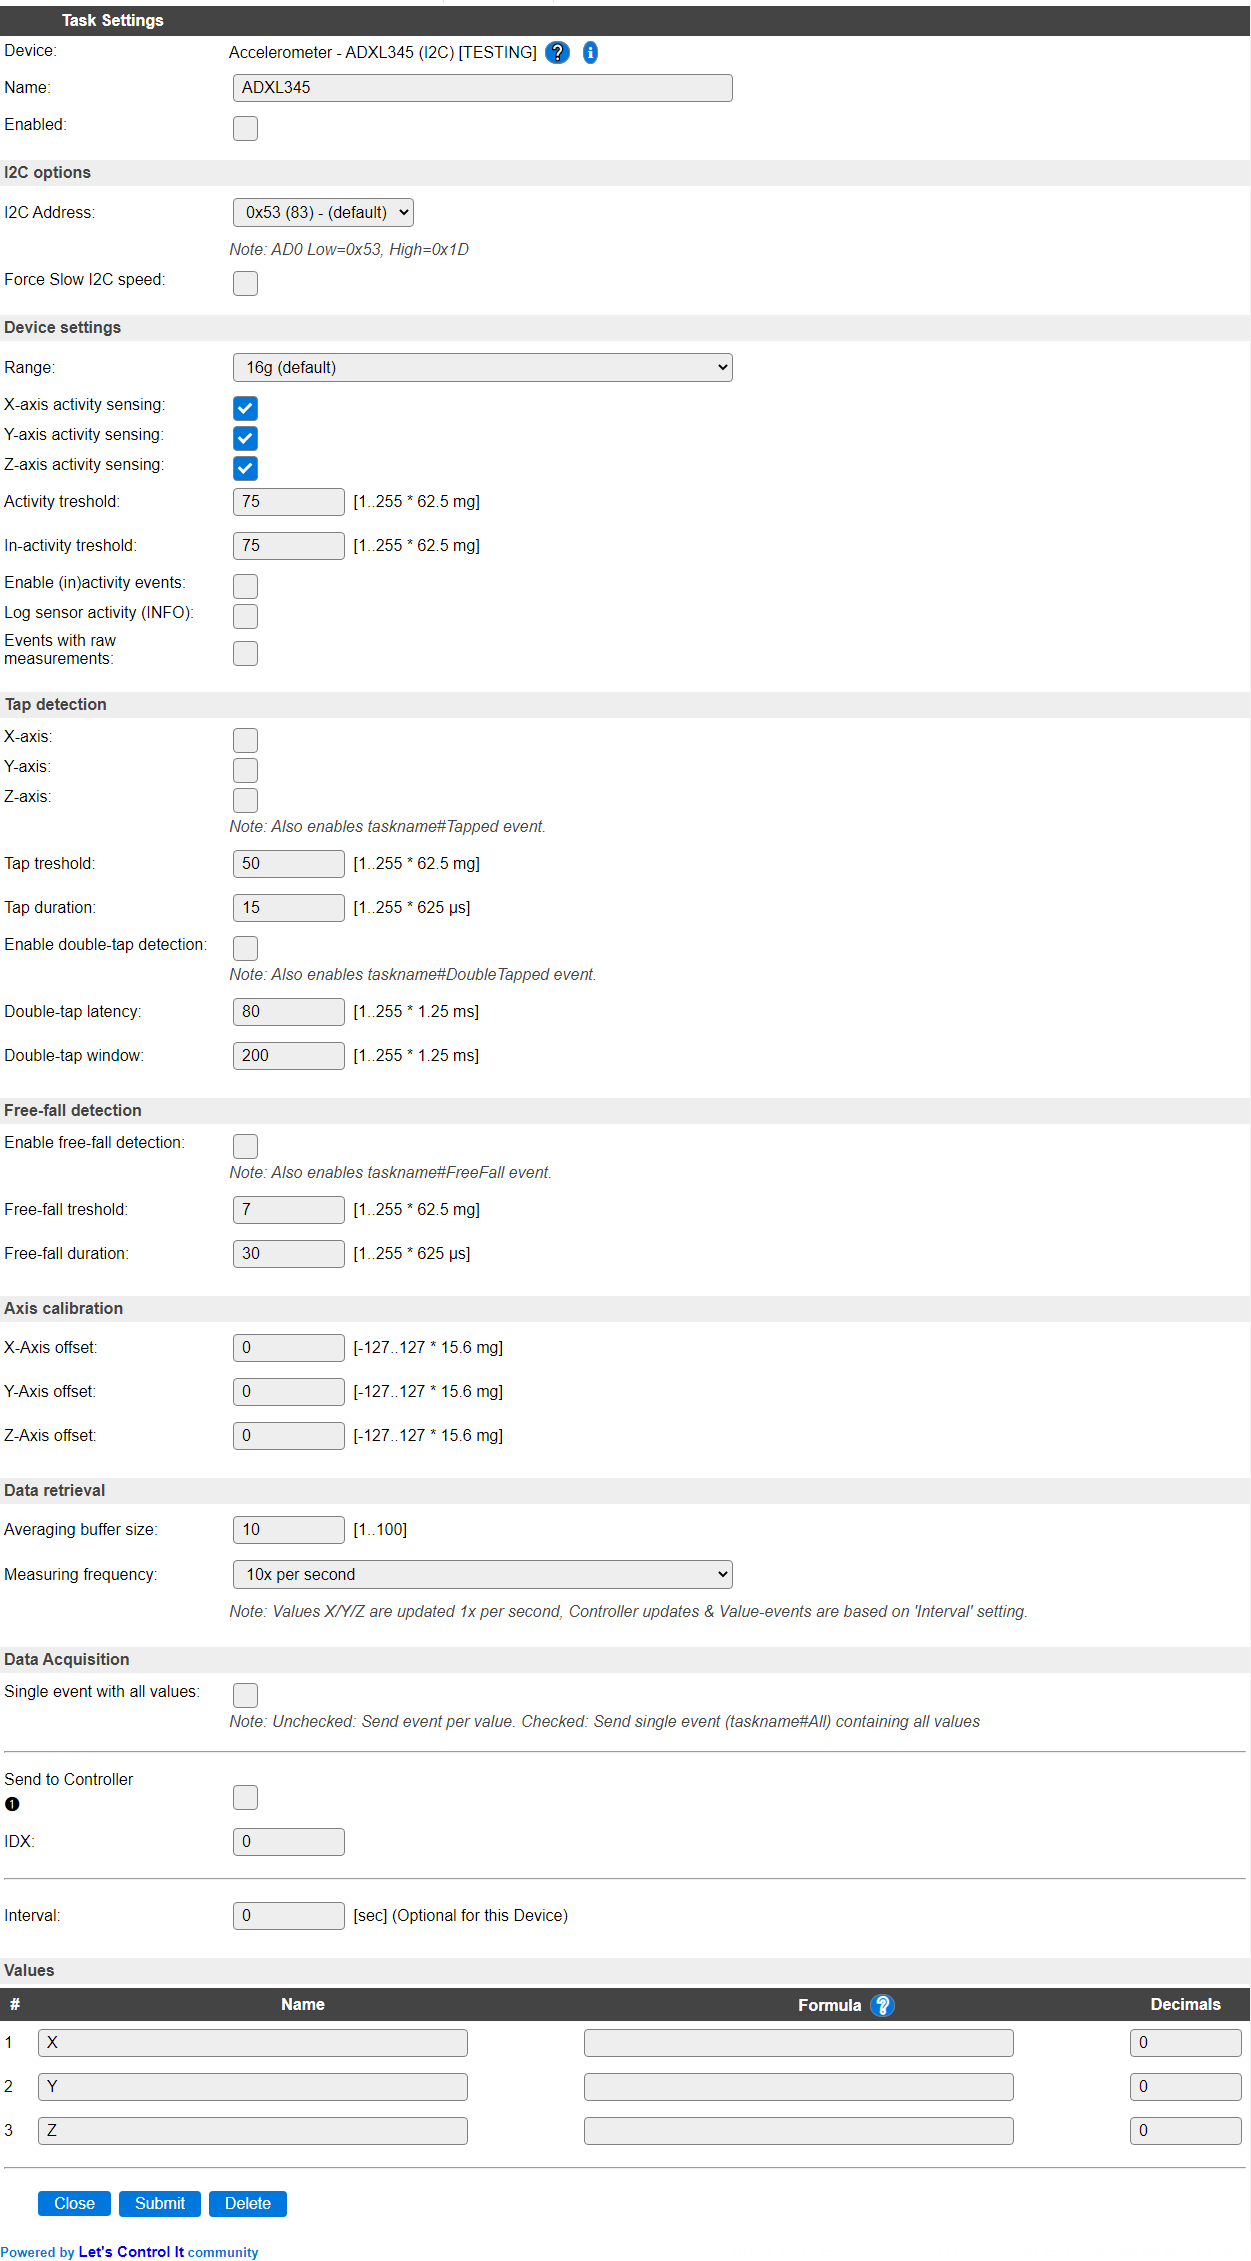 Task Settings
Device: Accelerometer - ADXL345 (I2C) [TESTING] ? i
Name: ADXL345
Enabled:
I2C options
I2C Address: 0x53 (83) - (default)
Note: AD0 Low=0x53, High=0x1D
Force Slow I2C speed:
Device settings
Range: 16g (default)
X-axis activity sensing:
Y-axis activity sensing:
Z-axis activity sensing:
Activity treshold: 75 [1..255 * 62.5 mg]
In-activity treshold: 75 [1..255 * 62.5 mg]
Enable (in)activity events:
Log sensor activity (INFO):
Events with raw
measurements:
Tap detection
X-axis:
Y-axis:
Z-axis:
Note: Also enables taskname#Tapped event.
Tap treshold: 50 [1..255 * 62.5 mg]
Tap duration: 15 [1..255 * 625 µs]
Enable double-tap detection:
Note: Also enables taskname#DoubleTapped event.
Double-tap latency: 80 [1..255 * 1.25 ms]
Double-tap window: 200 [1..255 * 1.25 ms]
Free-fall detection
Enable free-fall detection:
Note: Also enables taskname#FreeFall event.
Free-fall treshold: 7 [1..255 * 62.5 mg]
Free-fall duration: 30 [1..255 * 625 µs]
Axis calibration
X-Axis offset: 0 [-127..127 * 15.6 mg]
Y-Axis offset: 0 [-127..127 * 15.6 mg]
Z-Axis offset: 0 [-127..127 * 15.6 mg]
Data retrieval
Averaging buffer size: 10 [1..100]
Measuring frequency: 10x per second
Note: Values X/Y/Z are updated 1x per second, Controller updates & Value-events are based on 'Interval' setting.
Data Acquisition
Single event with all values:
Note: Unchecked: Send event per value. Checked: Send single event (taskname#All) containing all values
Send to Controller
❶
IDX: 0
Interval: 0 [sec] (Optional for this Device)
Values
# Name Formula ? Decimals
1 X 0
2 Y 0
3 Z 0
Close Submit Delete
Powered by Let's Control It community